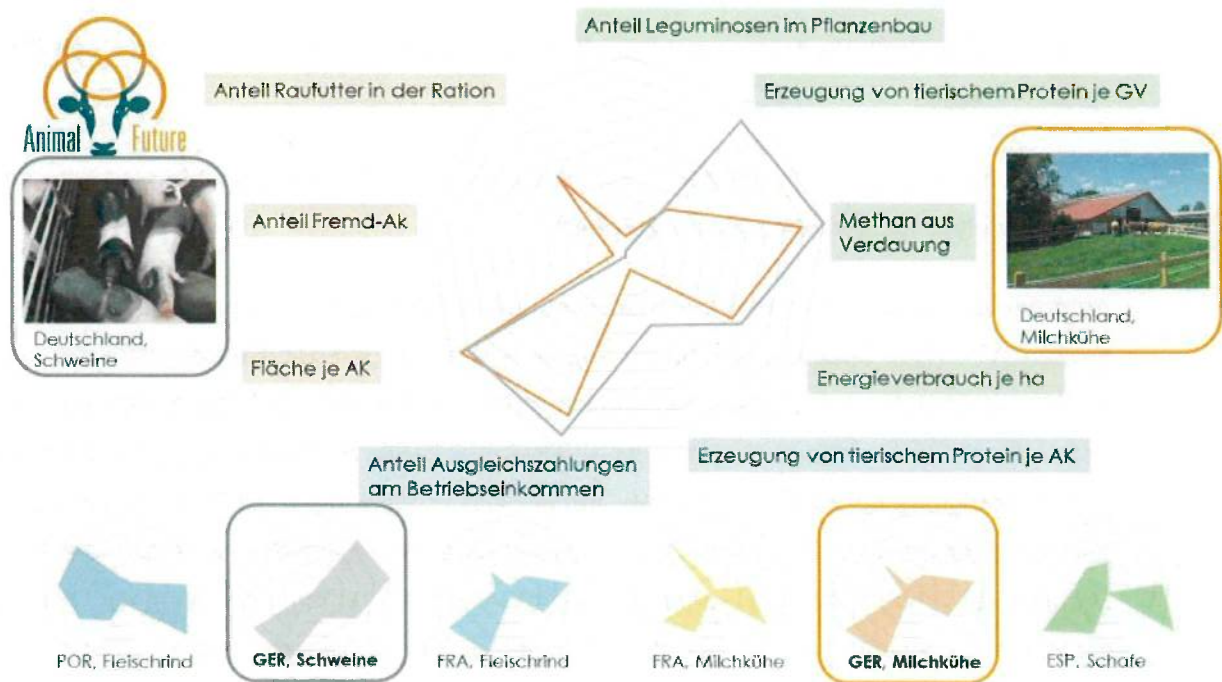 Anteil Leguminosen im Pflanzenbau
Anteil Raufutter in der Ration
Erzeugung von tierischem Protein je GV
Animal Future
Anteil Fremd-Ak
Methan aus
Verdauung
Deutschland,
Schweine
Deutschland,
Milchkühe
Fläche je AK
Energieverbrauch je ha
Anteil Ausgleichszahlungen
am Betriebseinkommen
Erzeugung von tierischem Protein je AK
POR, Fleischrind
GER, Schweine
FRA, Fleischrind
FRA, Milchkühe
GER, Milchkühe
ESP, Schafe